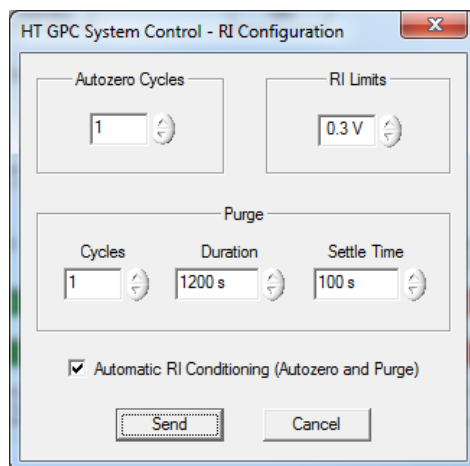 HT GPC System Control - RI Configuration
Autozero Cycles
RI Limits
1
0.3 V
Purge
Cycles
Duration
Settle Time
1
1200 s
100 s
Automatic RI Conditioning (Autozero and Purge)
Send
Cancel